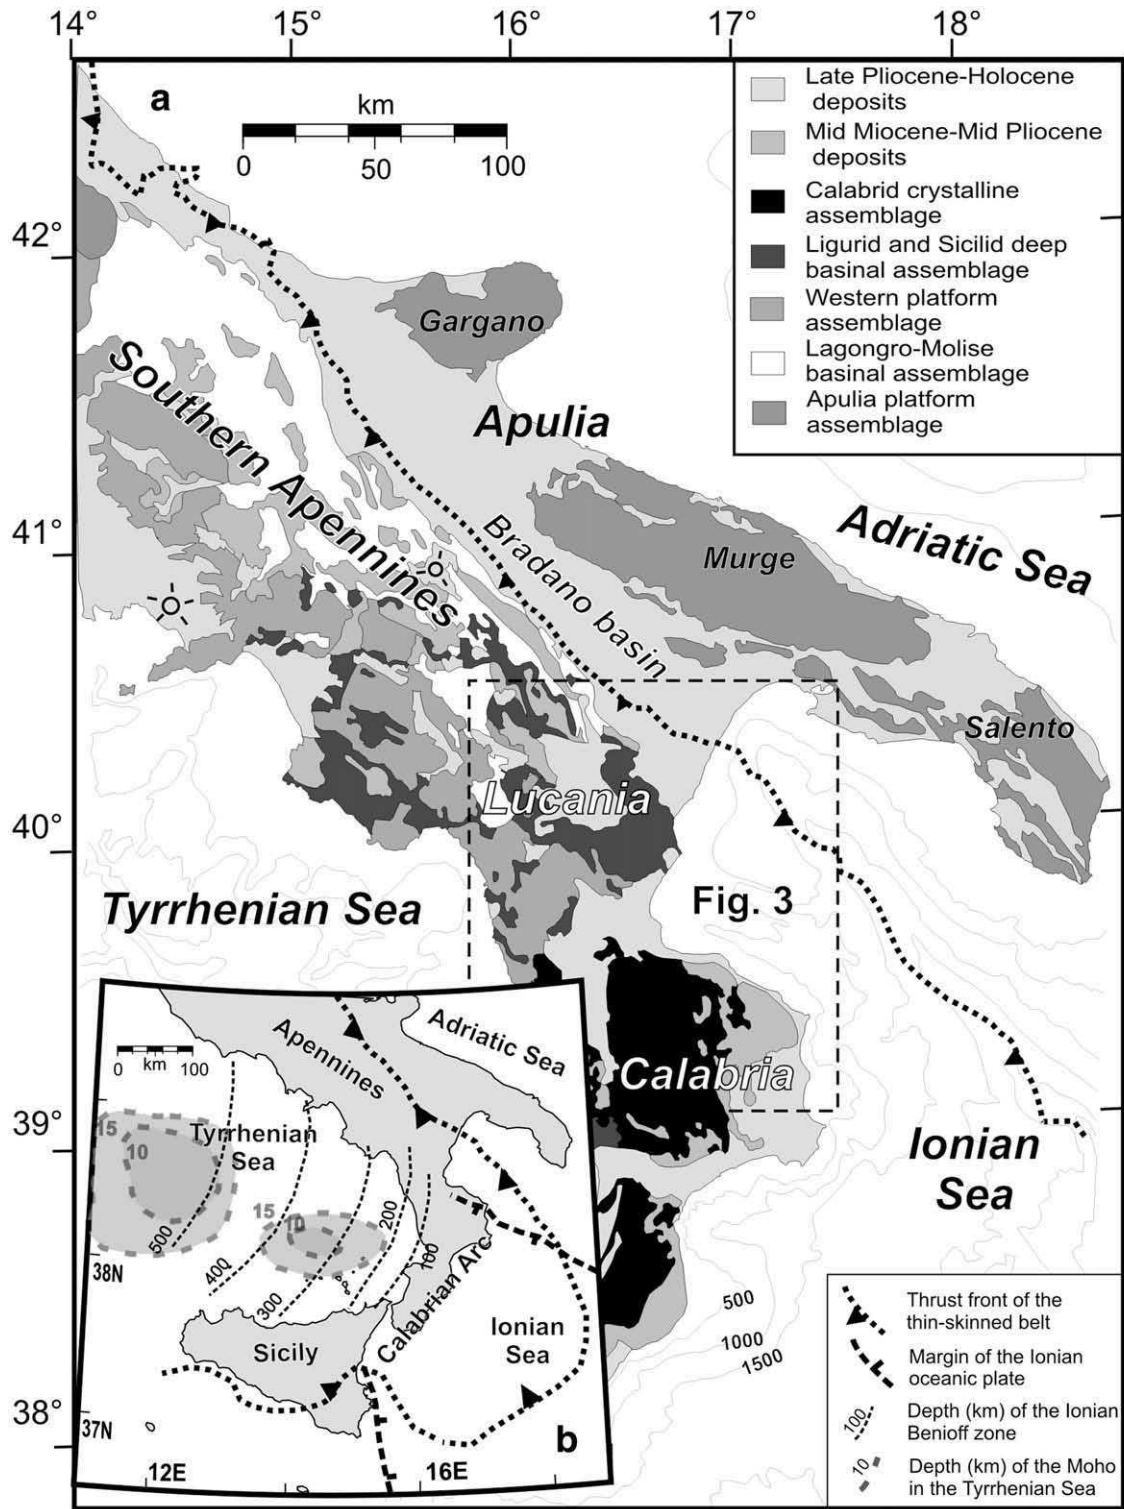 14° 15° 16° 17° 18°
a
km
0 50 100
Late Pliocene-Holocene
deposits
Mid Miocene-Mid Pliocene
deposits
Calabrid crystalline
assemblage
Ligurid and Sicilid deep
basinal assemblage
Western platform
assemblage
Lagongro-Molise
basinal assemblage
Apulia platform
assemblage
42°
Gargano
Southern Apennines
Apulia
41°
Bradano basin
Murge
Adriatic Sea
Salento
Lucania
40°
Tyrrhenian Sea
Fig. 3
Calabria
39°
Ionian
Sea
500
1000
1500
38°
Apennines
Adriatic Sea
0 km 100
15
10
Tyrrhenian
Sea
15
10
500
400
300
200
100
38N
Calabrian Arc
Sicily
Ionian
Sea
37N
0
0
12E
16E
b
Thrust front of the
thin-skinned belt
Margin of the Ionian
oceanic plate
100
Depth (km) of the Ionian
Benioff zone
10
Depth (km) of the Moho
in the Tyrrhenian Sea